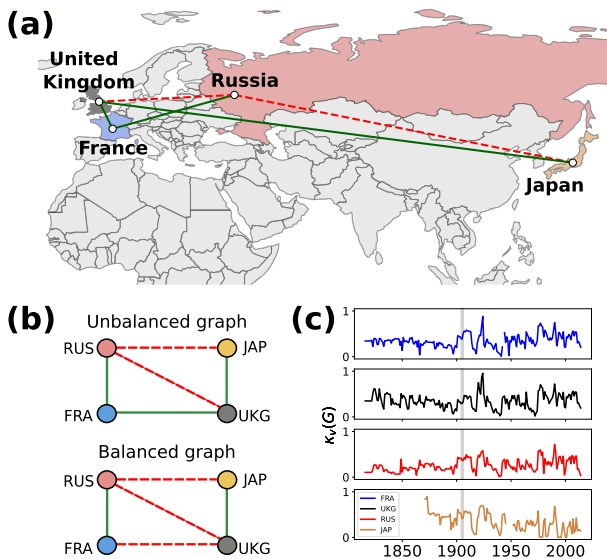 (a)
United
Kingdom
Russia
France
Japan
(b)
Unbalanced graph
RUS
JAP
FRA
UKG
Balanced graph
RUS
JAP
FRA
UKG
(c)
κᵥ(G)
1
0
1
0
1
0
1
0
FRA
UKG
RUS
JAP
1850
1900
1950
2000